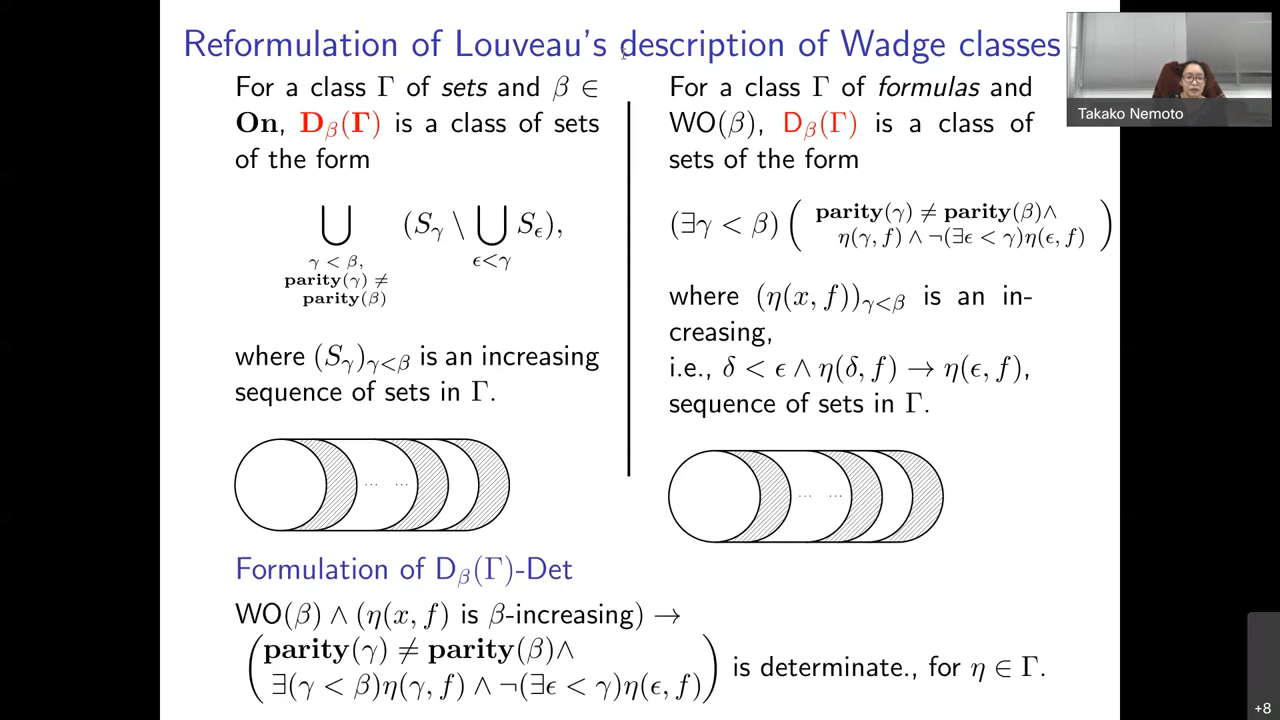 Reformulation of Louveau's description of Wadge classes
For a class Γ of sets and β ∈
On, D_β(Γ) is a class of sets
of the form
⋃ (S_γ \ ⋃ S_ϵ),
γ < β,
ϵ<γ
parity(γ) ≠
parity(β)
where (S_γ)_{γ<β} is an increasing
sequence of sets in Γ.
... ...
For a class Γ of formulas and
WO(β), D_β(Γ) is a class of
sets of the form
(∃γ < β) ( parity(γ) ≠ parity(β)∧
η(γ, f) ∧ ¬(∃ϵ < γ)η(ϵ, f) )
where (η(x, f))_{γ<β} is an in-
creasing,
i.e., δ < ϵ ∧ η(δ, f) → η(ϵ, f),
sequence of sets in Γ.
... ...
Formulation of D_β(Γ)-Det
WO(β) ∧ (η(x, f) is β-increasing) →
( parity(γ) ≠ parity(β)∧
∃(γ < β)η(γ, f) ∧ ¬(∃ϵ < γ)η(ϵ, f) ) is determinate., for η ∈ Γ.
Takako Nemoto
+8